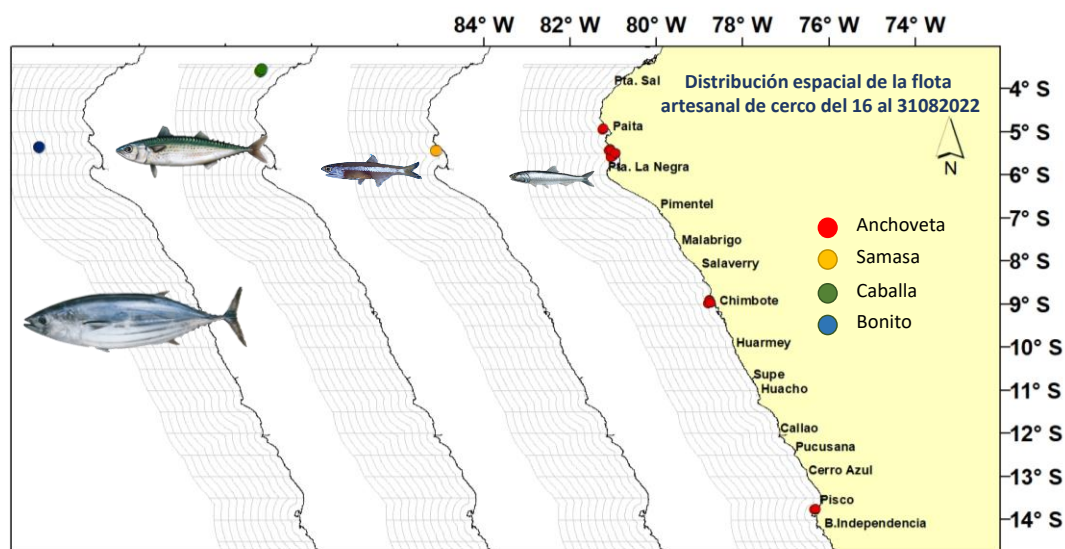 84° W 82° W 80° W 78° W 76° W 74° W
Distribución espacial de la flota
artesanal de cerco del 16 al 31082022
Pta. Sal
4° S
Paita
5° S
Pta. La Negra
6° S
N
Pimentel
7° S
Malabrigo
Salaverry
8° S
Chimbote
9° S
Huarmey
10° S
Supe
Huacho
11° S
Callao
12° S
Pucusana
Cerro Azul
13° S
Pisco
B.Independencia
14° S
Anchoveta
Samasa
Caballa
Bonito